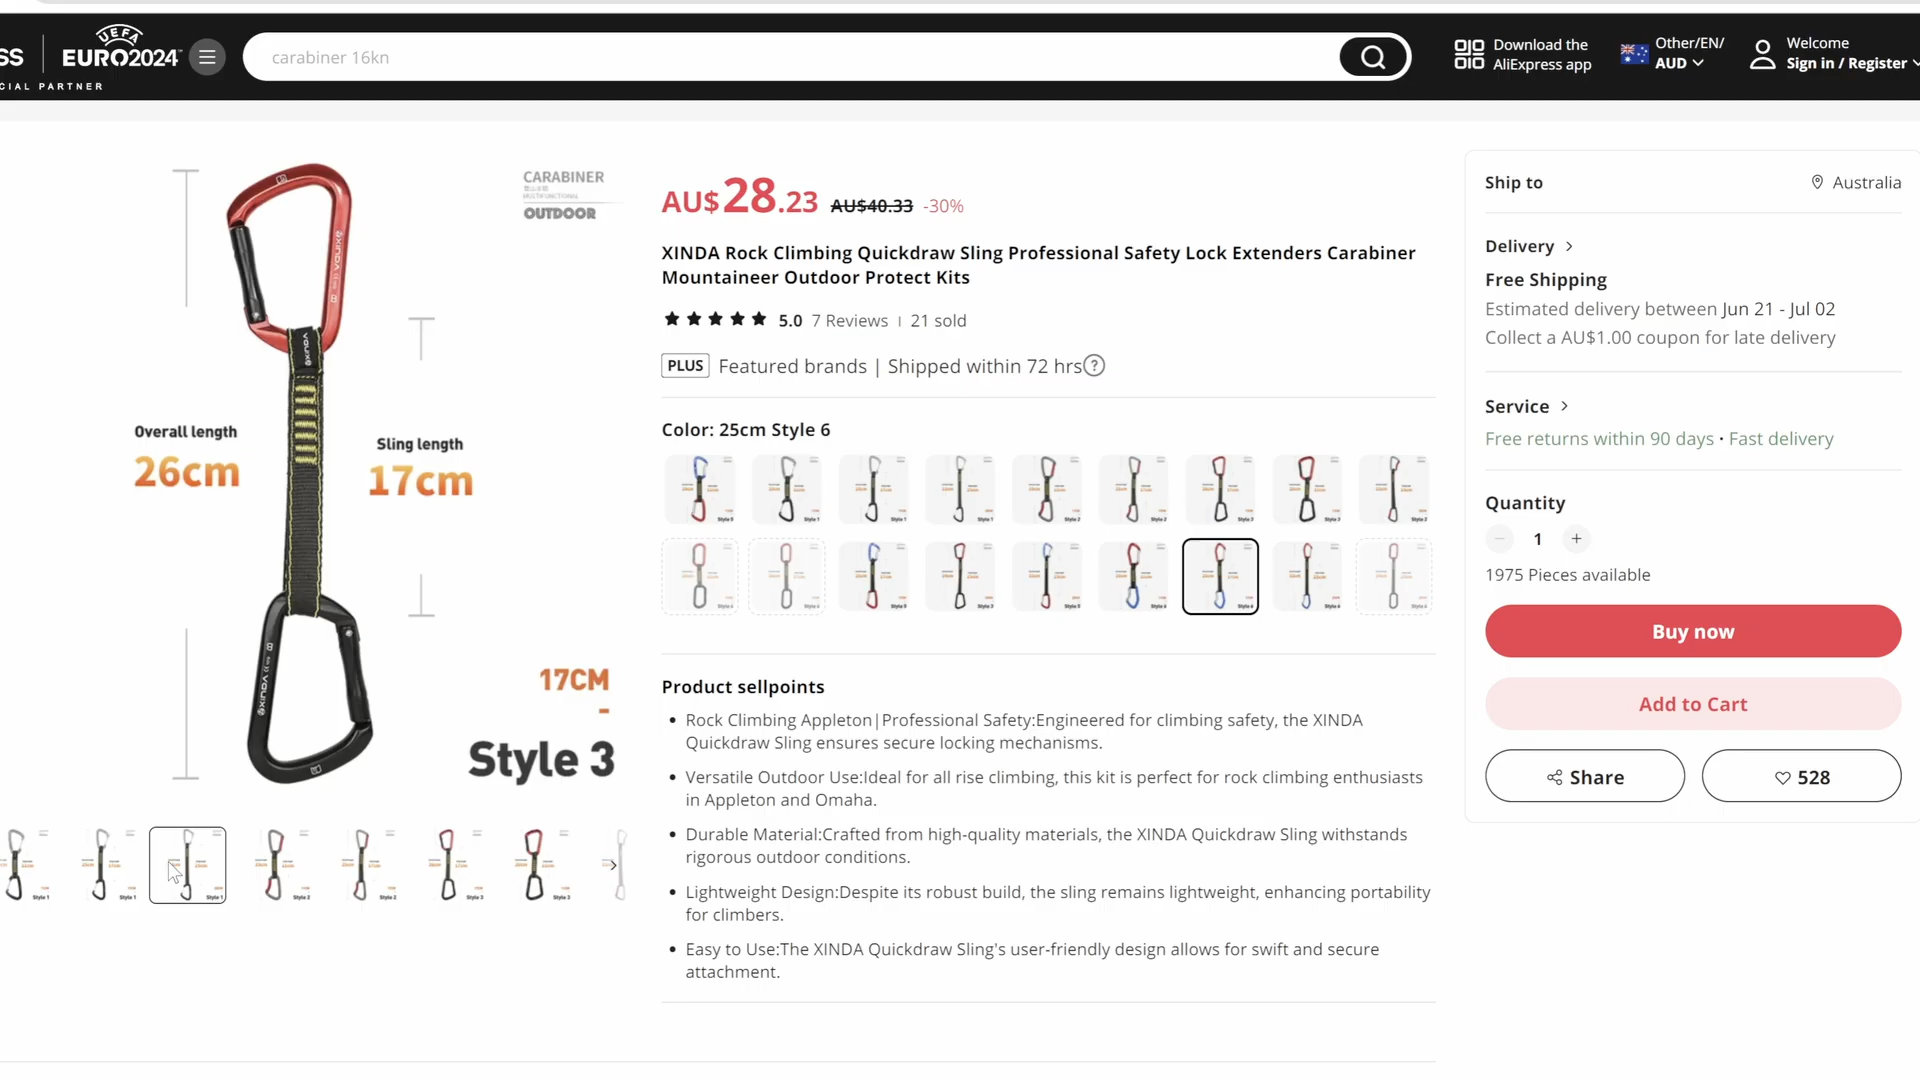 SS
UEFA
EURO2024™
CIAL PARTNER
carabiner 16kn
Download the
AliExpress app
Other/EN/
AUD
Welcome
Sign in / Register
CARABINER
OUTDOOR
XINDA
XINDA
Overall length
26cm
Sling length
17cm
XINDA
17CM
-
Style 3
AU$28.23 AU$40.33 -30%
XINDA Rock Climbing Quickdraw Sling Professional Safety Lock Extenders Carabiner
Mountaineer Outdoor Protect Kits
5.0 7 Reviews | 21 sold
PLUS Featured brands | Shipped within 72 hrs?
Color: 25cm Style 6
Product sellpoints
• Rock Climbing Appleton|Professional Safety:Engineered for climbing safety, the XINDA
Quickdraw Sling ensures secure locking mechanisms.
• Versatile Outdoor Use:Ideal for all rise climbing, this kit is perfect for rock climbing enthusiasts
in Appleton and Omaha.
• Durable Material:Crafted from high-quality materials, the XINDA Quickdraw Sling withstands
rigorous outdoor conditions.
• Lightweight Design:Despite its robust build, the sling remains lightweight, enhancing portability
for climbers.
• Easy to Use:The XINDA Quickdraw Sling's user-friendly design allows for swift and secure
attachment.
Ship to
Australia
Delivery >
Free Shipping
Estimated delivery between Jun 21 - Jul 02
Collect a AU$1.00 coupon for late delivery
Service >
Free returns within 90 days · Fast delivery
Quantity
− 1 +
1975 Pieces available
Buy now
Add to Cart
Share
528